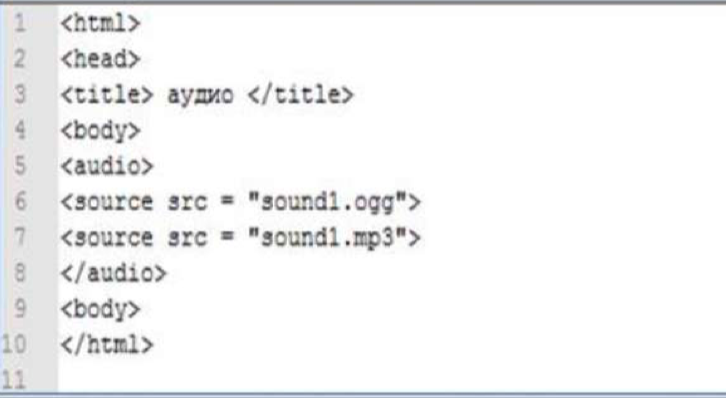 1 <html>
2 <head>
3 <title> аудио </title>
4 <body>
5 <audio>
6 <source src = "sound1.ogg">
7 <source src = "sound1.mp3">
8 </audio>
9 <body>
10 </html>
11